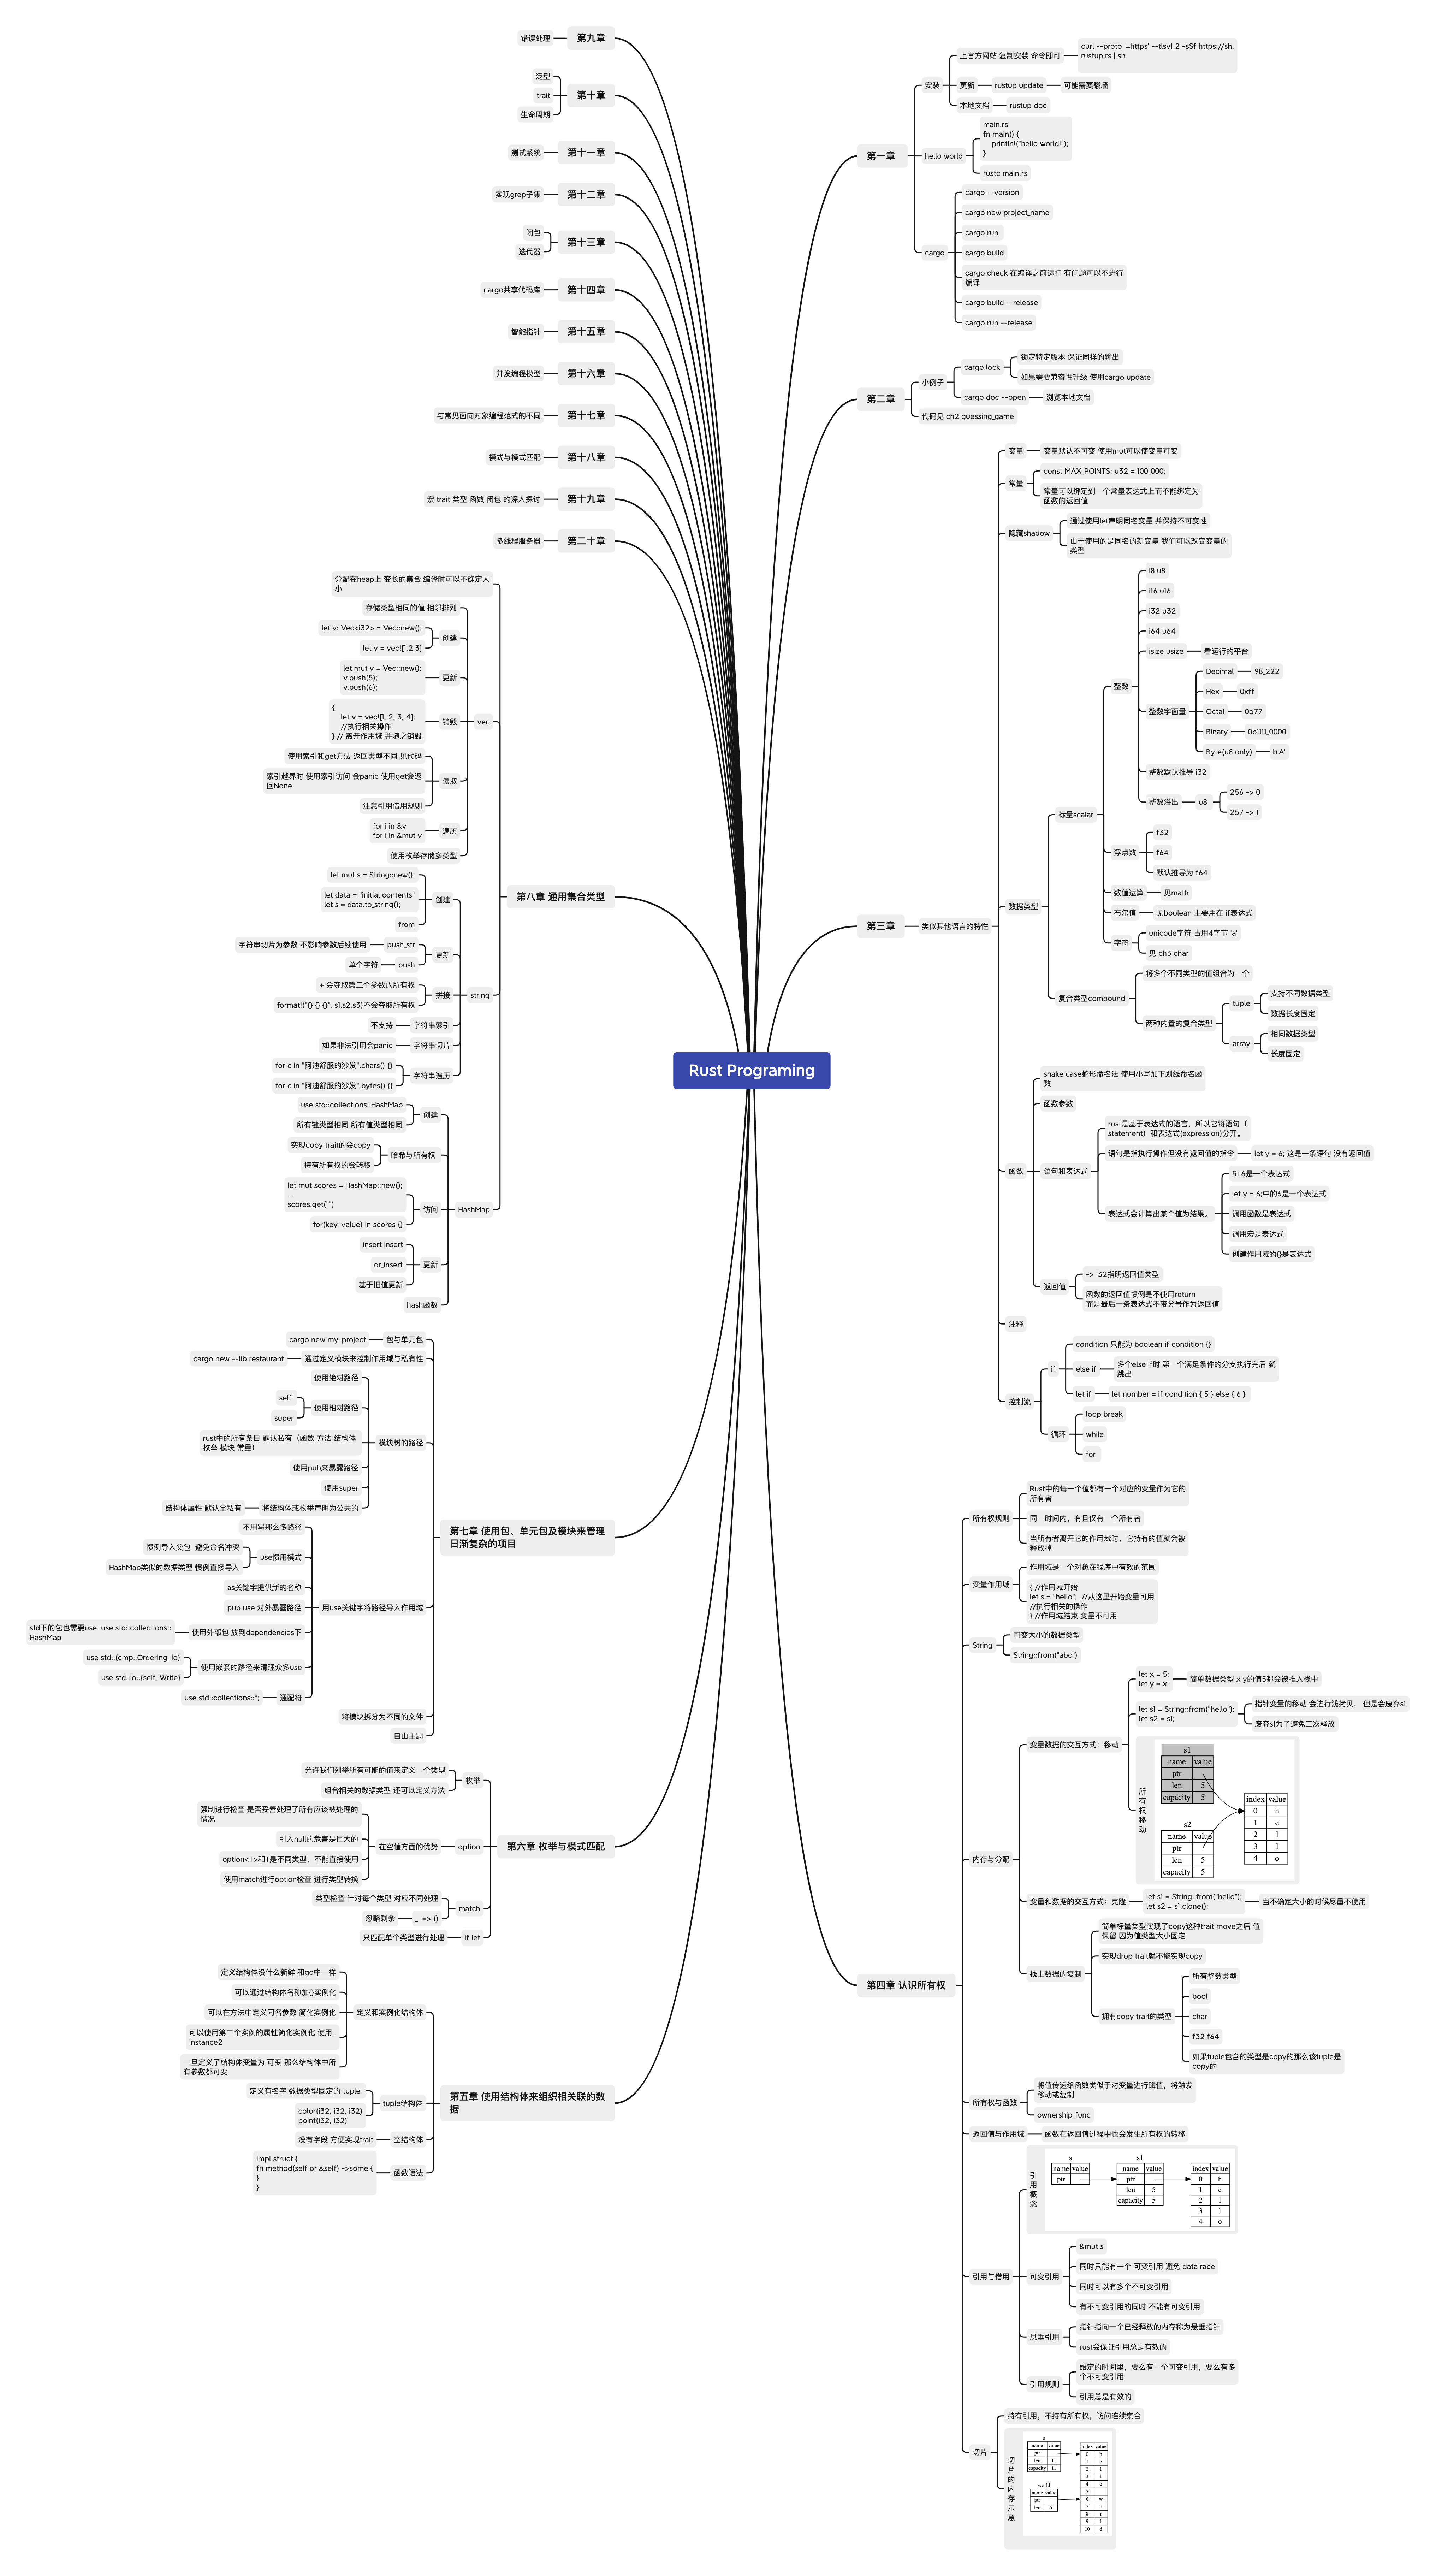 Rust Programing
第一章
安装
上官方网站 复制安装 命令即可
curl --proto '=https' --tlsv1.2 -sSf https://sh.
rustup.rs | sh
更新
rustup update
可能需要翻墙
本地文档
rustup doc
hello world
main.rs
fn main() {
println!("hello world!");
}
rustc main.rs
cargo
cargo --version
cargo new project_name
cargo run
cargo build
cargo check 在编译之前运行 有问题可以不进行
编译
cargo build --release
cargo run --release
第二章
小例子
cargo.lock
锁定特定版本 保证同样的输出
如果需要兼容性升级 使用cargo update
cargo doc --open
浏览本地文档
代码见 ch2 guessing_game
第三章
类似其他语言的特性
变量
变量默认不可变 使用mut可以使变量可变
常量
const MAX_POINTS: u32 = 100_000;
常量可以绑定到一个常量表达式上而不能绑定为
函数的返回值
隐藏shadow
通过使用let声明同名变量 并保持不可变性
由于使用的是同名的新变量 我们可以改变变量的
类型
数据类型
标量scalar
整数
i8 u8
i16 u16
i32 u32
i64 u64
isize usize
看运行的平台
整数字面量
Decimal
98_222
Hex
0xff
Octal
0o77
Binary
0b1111_0000
Byte(u8 only)
b'A'
整数默认推导 i32
整数溢出
u8
256 -> 0
257 -> 1
浮点数
f32
f64
默认推导为 f64
数值运算
见math
布尔值
见boolean 主要用在 if表达式
字符
unicode字符 占用4字节 'a'
见 ch3 char
复合类型compound
将多个不同类型的值组合为一个
两种内置的复合类型
tuple
支持不同数据类型
数据长度固定
array
相同数据类型
长度固定
函数
snake case蛇形命名法 使用小写加下划线命名函
数
函数参数
语句和表达式
rust是基于表达式的语言，所以它将语句（
statement）和表达式(expression)分开。
语句是指执行操作但没有返回值的指令
let y = 6; 这是一条语句 没有返回值
表达式会计算出某个值为结果。
5+6是一个表达式
let y = 6;中的6是一个表达式
调用函数是表达式
调用宏是表达式
创建作用域的{}是表达式
返回值
-> i32指明返回值类型
函数的返回值惯例是不使用return
而是最后一条表达式不带分号作为返回值
注释
控制流
if
condition 只能为 boolean if condition {}
else if
多个else if时 第一个满足条件的分支执行完后 就
跳出
let if
let number = if condition { 5 } else { 6 }
循环
loop break
while
for
第四章 认识所有权
所有权规则
Rust中的每一个值都有一个对应的变量作为它的
所有者
同一时间内，有且仅有一个所有者
当所有者离开它的作用域时，它持有的值就会被
释放掉
变量作用域
作用域是一个对象在程序中有效的范围
{ //作用域开始
let s = "hello"; //从这里开始变量可用
//执行相关的操作
} //作用域结束 变量不可用
String
可变大小的数据类型
String::from("abc")
内存与分配
变量数据的交互方式：移动
let x = 5;
let y = x;
简单数据类型 x y的值5都会被推入栈中
let s1 = String::from("hello");
let s2 = s1;
指针变量的移动 会进行浅拷贝， 但是会废弃s1
废弃s1为了避免二次释放
所有权移动
s1
name value
ptr
len 5
capacity 5
s2
name value
ptr
len 5
capacity 5
index value
0 h
1 e
2 l
3 l
4 o
变量和数据的交互方式：克隆
let s1 = String::from("hello");
let s2 = s1.clone();
当不确定大小的时候尽量不使用
栈上数据的复制
简单标量类型实现了copy这种trait move之后 值
保留 因为值类型大小固定
实现drop trait就不能实现copy
拥有copy trait的类型
所有整数类型
bool
char
f32 f64
如果tuple包含的类型是copy的那么该tuple是
copy的
所有权与函数
将值传递给函数类似于对变量进行赋值，将触发
移动或复制
ownership_func
返回值与作用域
函数在返回值过程中也会发生所有权的转移
引用与借用
引用概念
s
name value
ptr
s1
name value
ptr
len 5
capacity 5
index value
0 h
1 e
2 l
3 l
4 o
可变引用
&mut s
同时只能有一个 可变引用 避免 data race
同时可以有多个不可变引用
有不可变引用的同时 不能有可变引用
悬垂引用
指针指向一个已经释放的内存称为悬垂指针
rust会保证引用总是有效的
引用规则
给定的时间里，要么有一个可变引用，要么有多
个不可变引用
引用总是有效的
切片
持有引用，不持有所有权，访问连续集合
切片的内存示意
s
name value
ptr
len 11
capacity 11
world
name value
ptr
len 5
index value
0 h
1 e
2 l
3 l
4 o
5
6 w
7 o
8 r
9 l
10 d
第九章
错误处理
第十章
泛型
trait
生命周期
第十一章
测试系统
第十二章
实现grep子集
第十三章
闭包
迭代器
第十四章
cargo共享代码库
第十五章
智能指针
第十六章
并发编程模型
第十七章
与常见面向对象编程范式的不同
第十八章
模式与模式匹配
第十九章
宏 trait 类型 函数 闭包 的深入探讨
第二十章
多线程服务器
第八章 通用集合类型
分配在heap上 变长的集合 编译时可以不确定大
小
vec
存储类型相同的值 相邻排列
创建
let v: Vec<i32> = Vec::new();
let v = vec![1,2,3]
更新
let mut v = Vec::new();
v.push(5);
v.push(6);
销毁
{
let v = vec![1, 2, 3, 4];
//执行相关操作
} // 离开作用域 并随之销毁
读取
使用索引和get方法 返回类型不同 见代码
索引越界时 使用索引访问 会panic 使用get会返
回None
注意引用借用规则
遍历
for i in &v
for i in &mut v
使用枚举存储多类型
string
创建
let mut s = String::new();
let data = "initial contents"
let s = data.to_string();
from
更新
push_str
字符串切片为参数 不影响参数后续使用
push
单个字符
拼接
+ 会夺取第二个参数的所有权
format!("{} {} {}", s1,s2,s3)不会夺取所有权
字符串索引
不支持
字符串切片
如果非法引用会panic
字符串遍历
for c in "阿迪舒服的沙发".chars() {}
for c in "阿迪舒服的沙发".bytes() {}
HashMap
创建
use std::collections::HashMap
所有键类型相同 所有值类型相同
哈希与所有权
实现copy trait的会copy
持有所有权的会转移
访问
let mut scores = HashMap::new();
...
scores.get("")
for(key, value) in scores {}
更新
insert insert
or_insert
基于旧值更新
hash函数
第七章 使用包、单元包及模块来管理
日渐复杂的项目
包与单元包
cargo new my-project
通过定义模块来控制作用域与私有性
cargo new --lib restaurant
模块树的路径
使用绝对路径
使用相对路径
self
super
rust中的所有条目 默认私有（函数 方法 结构体
枚举 模块 常量）
使用pub来暴露路径
使用super
将结构体或枚举声明为公共的
结构体属性 默认全私有
用use关键字将路径导入作用域
不用写那么多路径
use惯用模式
惯例导入父包 避免命名冲突
HashMap类似的数据类型 惯例直接导入
as关键字提供新的名称
pub use 对外暴露路径
使用外部包 放到dependencies下
std下的包也需要use. use std::collections::
HashMap
使用嵌套的路径来清理众多use
use std::{cmp::Ordering, io}
use std::io::{self, Write}
通配符
use std::collections::*;
将模块拆分为不同的文件
自由主题
第六章 枚举与模式匹配
枚举
允许我们列举所有可能的值来定义一个类型
组合相关的数据类型 还可以定义方法
option
在空值方面的优势
强制进行检查 是否妥善处理了所有应该被处理的
情况
引入null的危害是巨大的
option<T>和T是不同类型，不能直接使用
使用match进行option检查 进行类型转换
match
类型检查 针对每个类型 对应不同处理
_ => ()
忽略剩余
if let
只匹配单个类型进行处理
第五章 使用结构体来组织相关联的数
据
定义和实例化结构体
定义结构体没什么新鲜 和go中一样
可以通过结构体名称加{}实例化
可以在方法中定义同名参数 简化实例化
可以使用第二个实例的属性简化实例化 使用..
instance2
一旦定义了结构体变量为 可变 那么结构体中所
有参数都可变
tuple结构体
定义有名字 数据类型固定的 tuple
color(i32, i32, i32)
point(i32, i32)
空结构体
没有字段 方便实现trait
函数语法
impl struct {
fn method(self or &self) ->some {
}
}